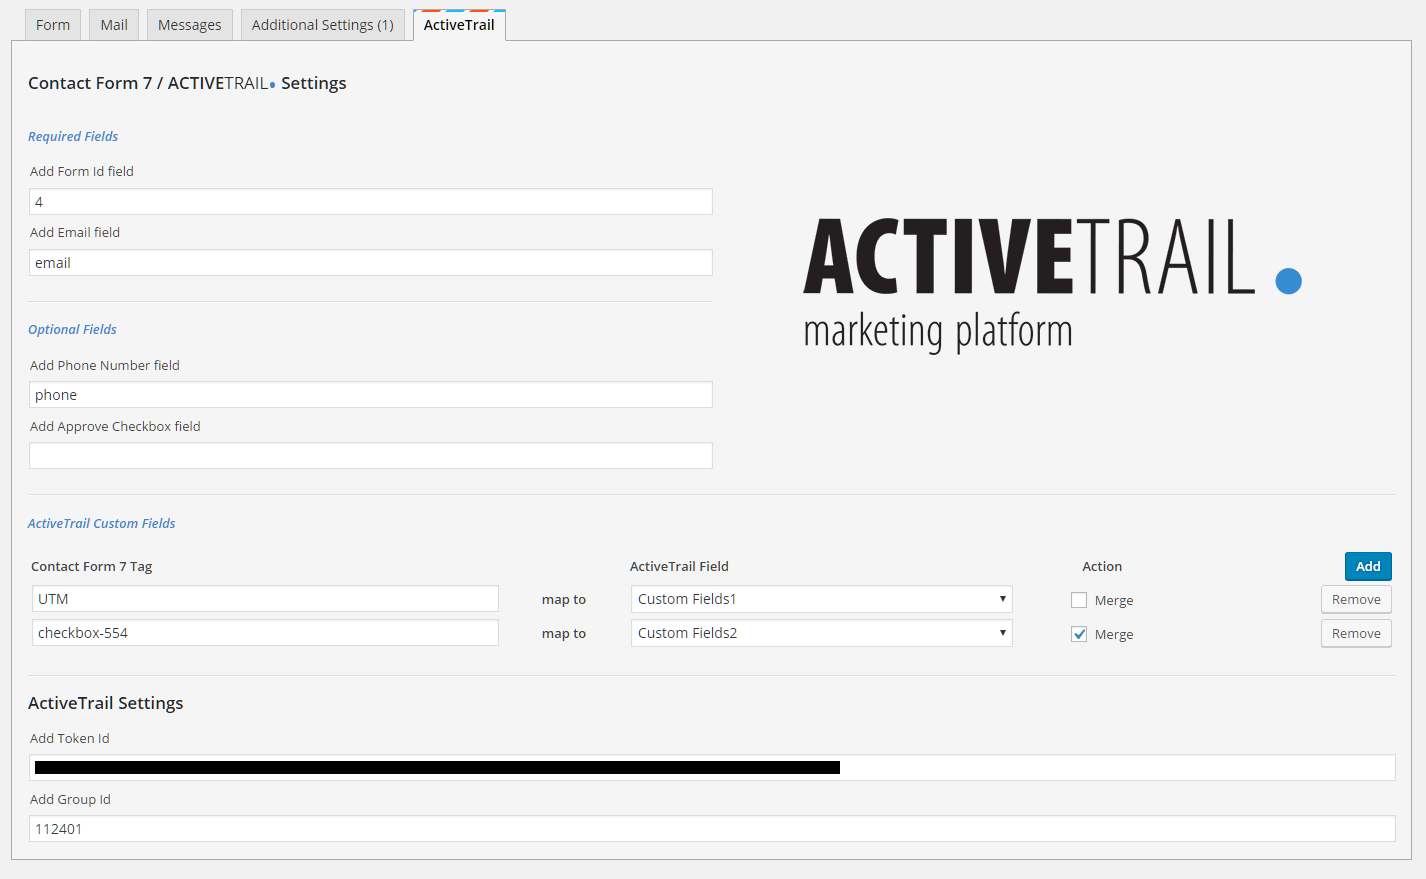 Form Mail Messages Additional Settings (1) ActiveTrail
Contact Form 7 / ACTIVETRAIL. Settings
Required Fields
Add Form Id field
4
Add Email field
email
ACTIVETRAIL.
marketing platform
Optional Fields
Add Phone Number field
phone
Add Approve Checkbox field
ActiveTrail Custom Fields
Contact Form 7 Tag ActiveTrail Field Action Add
UTM map to Custom Fields1 Merge Remove
checkbox-554 map to Custom Fields2 Merge Remove
ActiveTrail Settings
Add Token Id
Add Group Id
112401